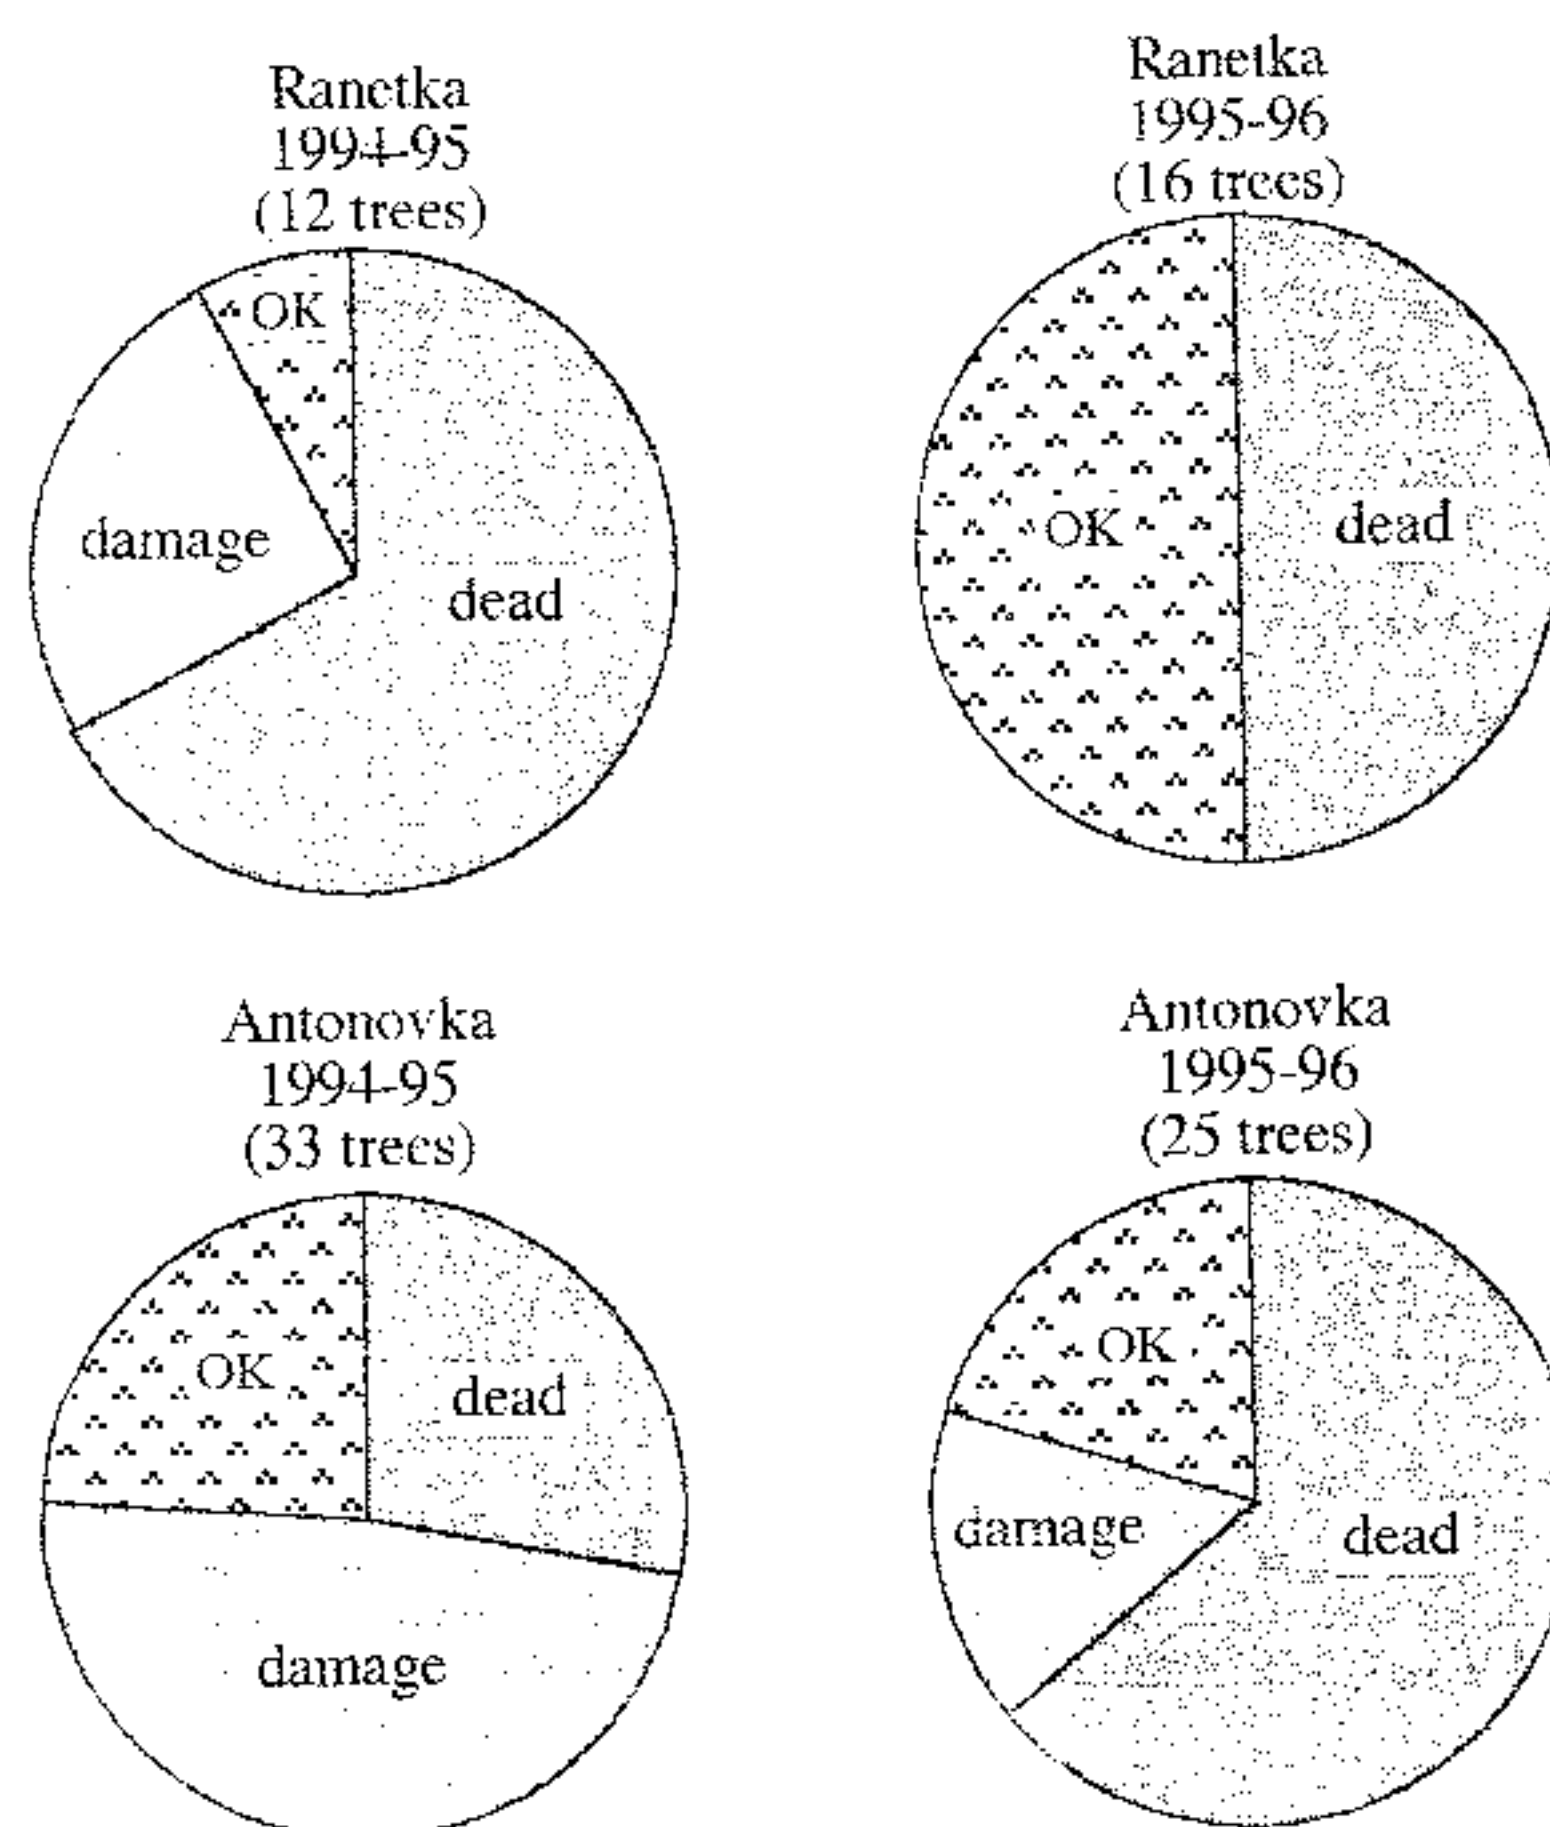 Ranetka
1994-95
(12 trees)
OK
damage
dead
Ranetka
1995-96
(16 trees)
OK
dead
Antonovka
1994-95
(33 trees)
OK
dead
damage
Antonovka
1995-96
(25 trees)
OK
damage
dead